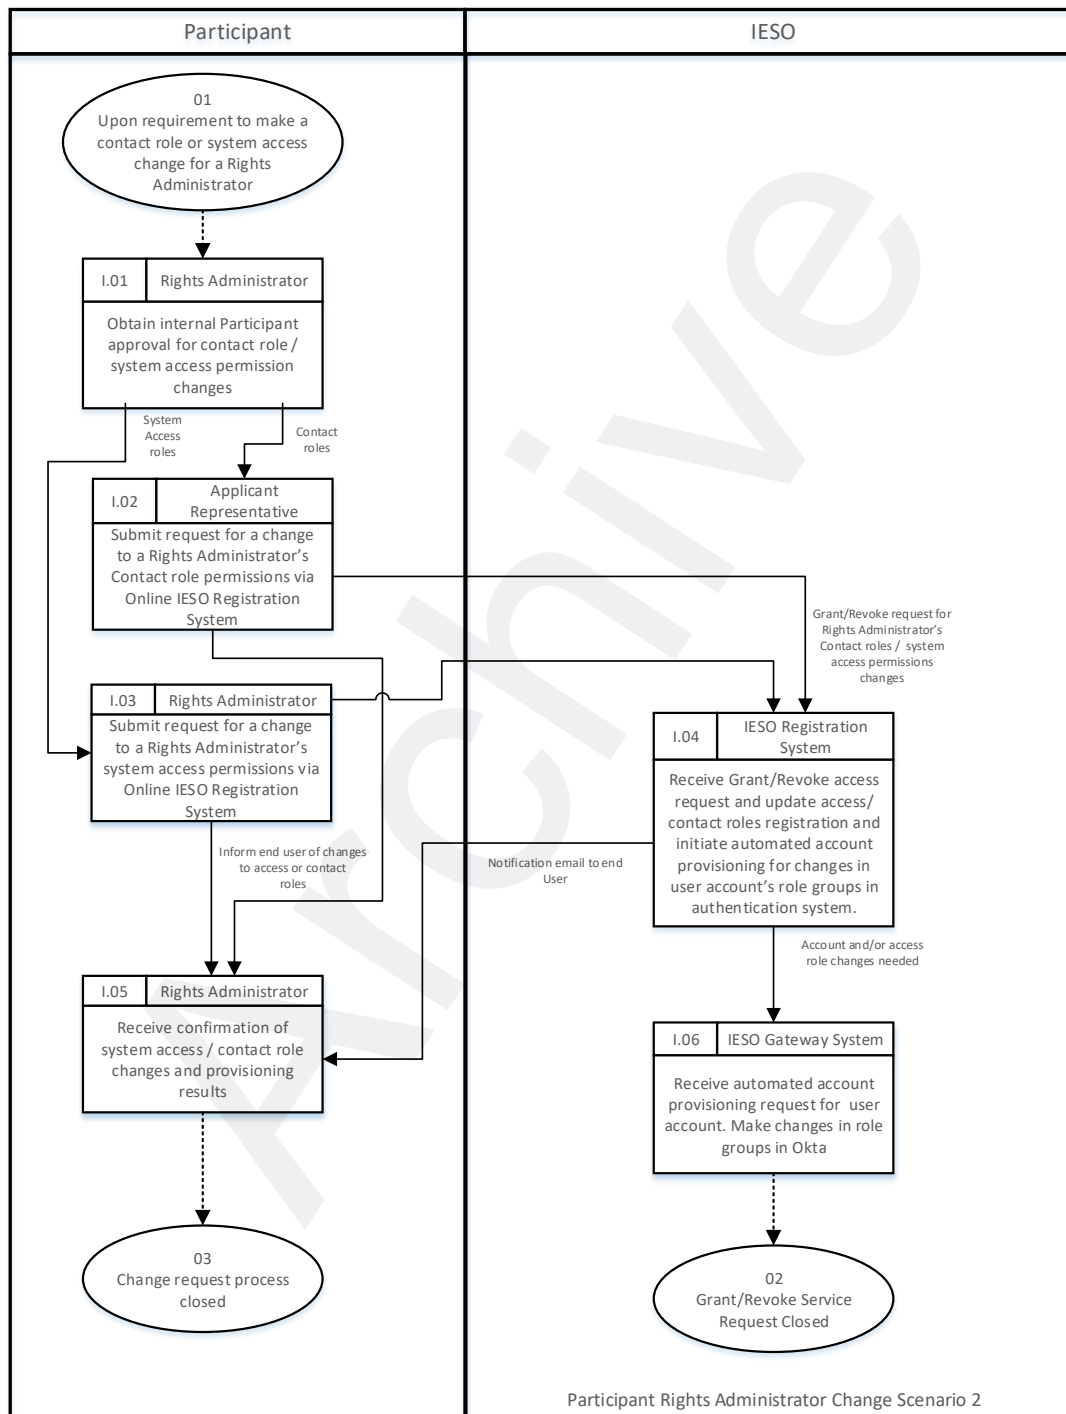 Participant
IESO
01
Upon requirement to make a
contact role or system access
change for a Rights
Administrator
I.01
Rights Administrator
Obtain internal Participant
approval for contact role /
system access permission
changes
System
Access
roles
Contact
roles
I.02
Applicant
Representative
Submit request for a change
to a Rights Administrator’s
Contact role permissions via
Online IESO Registration
System
Grant/Revoke request for
Rights Administrator’s
Contact roles / system
access permissions
changes
I.03
Rights Administrator
Submit request for a change
to a Rights Administrator’s
system access permissions via
Online IESO Registration
System
I.04
IESO Registration
System
Receive Grant/Revoke access
request and update access/
contact roles registration and
initiate automated account
provisioning for changes in
user account’s role groups in
authentication system.
Inform end user of changes
to access or contact
roles
Notification email to end
User
Account and/or access
role changes needed
I.05
Rights Administrator
Receive confirmation of
system access / contact role
changes and provisioning
results
I.06
IESO Gateway System
Receive automated account
provisioning request for user
account. Make changes in role
groups in Okta
03
Change request process
closed
02
Grant/Revoke Service
Request Closed
Participant Rights Administrator Change Scenario 2
Archive